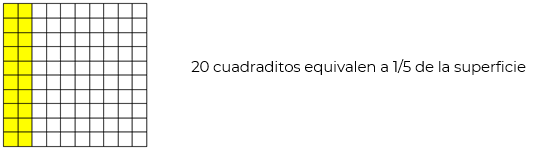 20 cuadraditos equivalen a 1/5 de la superficie